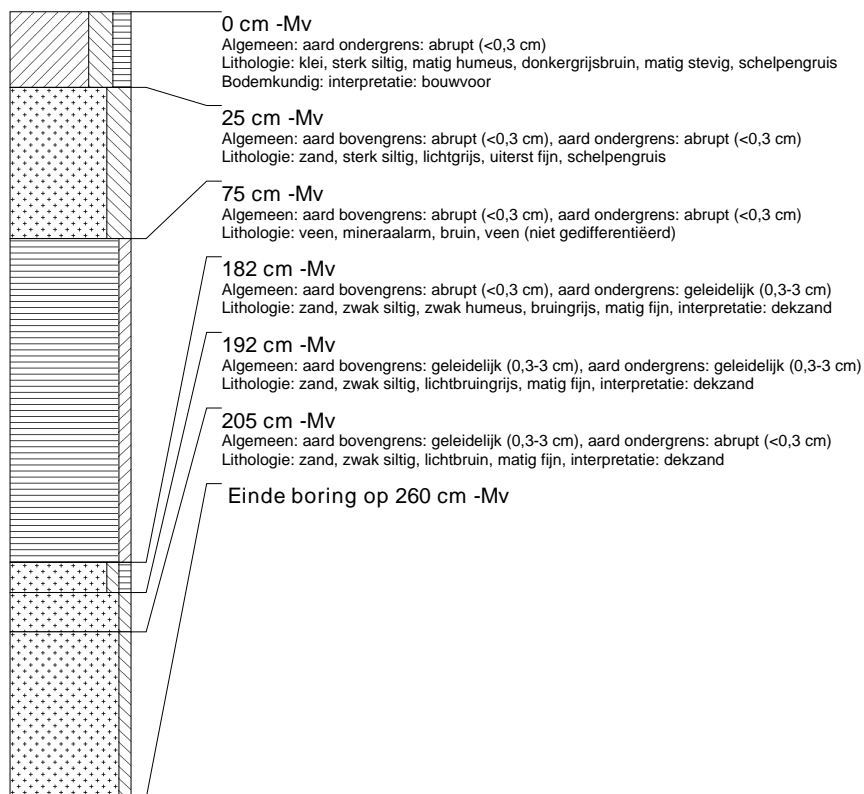 0 cm -Mv
Algemeen: aard ondergrens: abrupt (<0,3 cm)
Lithologie: klei, sterk siltig, matig humeus, donkergrijsbruin, matig stevig, schelpengruis
Bodemkundig: interpretatie: bouwvoor
25 cm -Mv
Algemeen: aard bovengrens: abrupt (<0,3 cm), aard ondergrens: abrupt (<0,3 cm)
Lithologie: zand, sterk siltig, lichtgrijs, uiterst fijn, schelpengruis
75 cm -Mv
Algemeen: aard bovengrens: abrupt (<0,3 cm), aard ondergrens: abrupt (<0,3 cm)
Lithologie: veen, mineraalarm, bruin, veen (niet gedifferentiëerd)
182 cm -Mv
Algemeen: aard bovengrens: abrupt (<0,3 cm), aard ondergrens: geleidelijk (0,3-3 cm)
Lithologie: zand, zwak siltig, zwak humeus, bruingrijs, matig fijn, interpretatie: dekzand
192 cm -Mv
Algemeen: aard bovengrens: geleidelijk (0,3-3 cm), aard ondergrens: geleidelijk (0,3-3 cm)
Lithologie: zand, zwak siltig, lichtbruingrijs, matig fijn, interpretatie: dekzand
205 cm -Mv
Algemeen: aard bovengrens: geleidelijk (0,3-3 cm), aard ondergrens: abrupt (<0,3 cm)
Lithologie: zand, zwak siltig, lichtbruin, matig fijn, interpretatie: dekzand
Einde boring op 260 cm -Mv